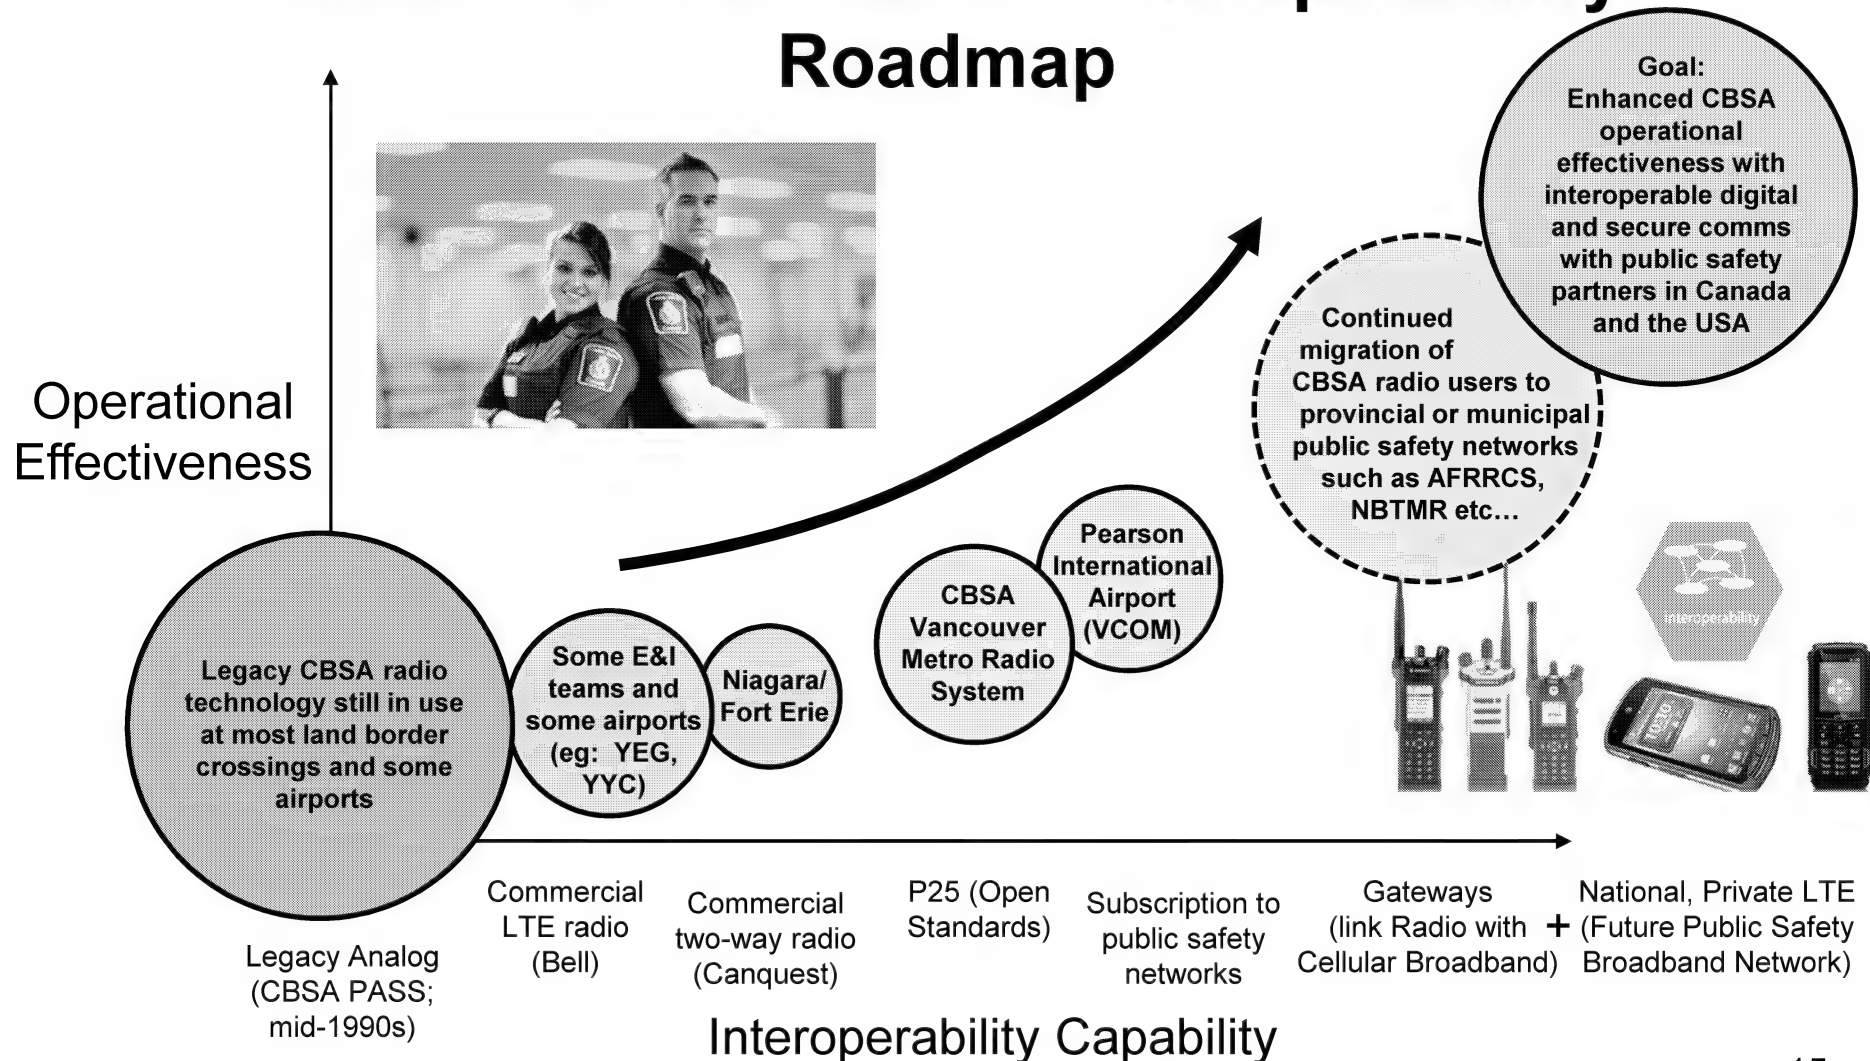 Roadmap
Goal:
Enhanced CBSA
operational
effectiveness with
interoperable digital
and secure comms
with public safety
partners in Canada
and the USA
Continued
migration of
CBSA radio users to
provincial or municipal
public safety networks
such as AFRRCS,
NBTMR etc...
Operational
Effectiveness
Pearson
International
Airport
(VCOM)
CBSA
Vancouver
Metro Radio
System
Interoperability
Legacy CBSA radio
technology still in use
at most land border
crossings and some
airports
Some E&I
teams and
some airports
(eg: YEG,
YYC)
Niagara/
Fort Erie
Legacy Analog
(CBSA PASS;
mid-1990s)
Commercial
LTE radio
(Bell)
Commercial
two-way radio
(Canquest)
P25 (Open
Standards)
Subscription to
public safety
networks
Gateways
(link Radio with
Cellular Broadband)
+
National, Private LTE
(Future Public Safety
Broadband Network)
Interoperability Capability